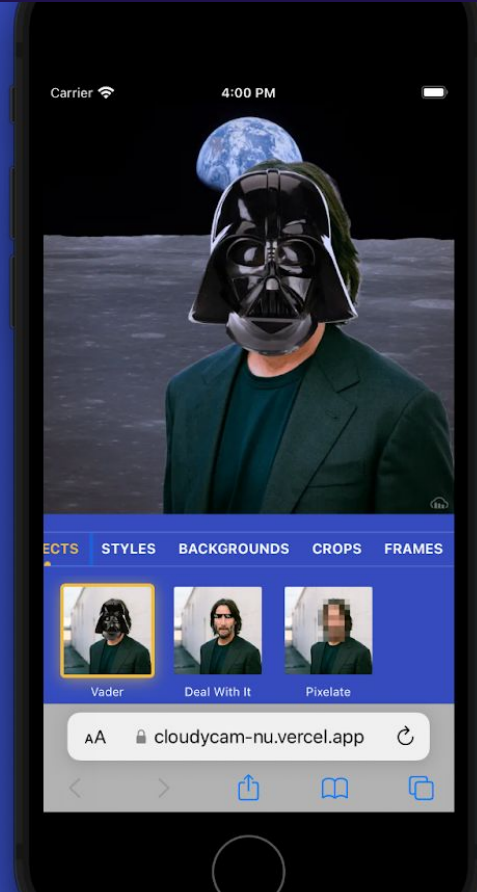 Carrier
4:00 PM
ECTS STYLES BACKGROUNDS CROPS FRAMES
Vader Deal With It Pixelate
AA cloudycam-nu.vercel.app